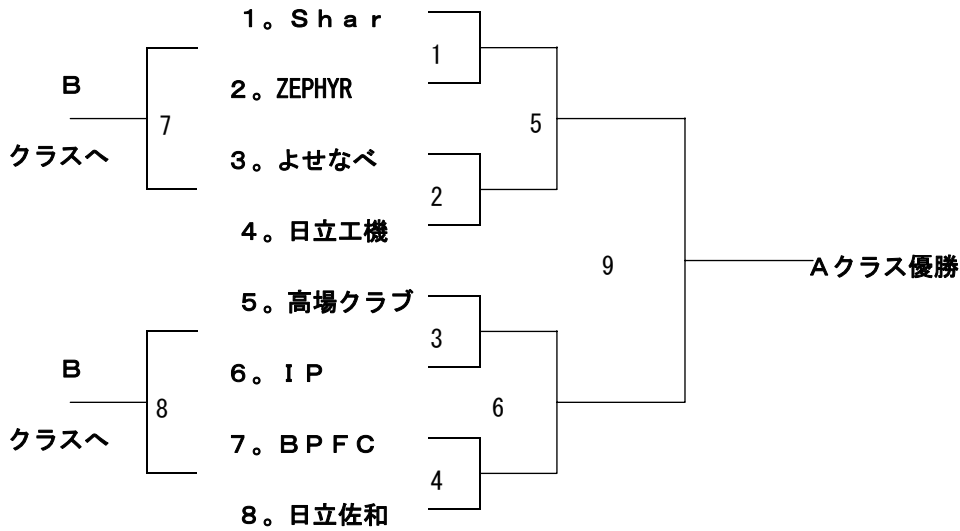 １。Ｓｈａｒ
1
Ｂ
２。ZEPHYR
7
5
クラスへ
３。よせなべ
2
４。日立工機
9
Ａクラス優勝
５。高場クラブ
3
Ｂ
６。ＩＰ
8
6
クラスへ
７。ＢＰＦＣ
4
８。日立佐和